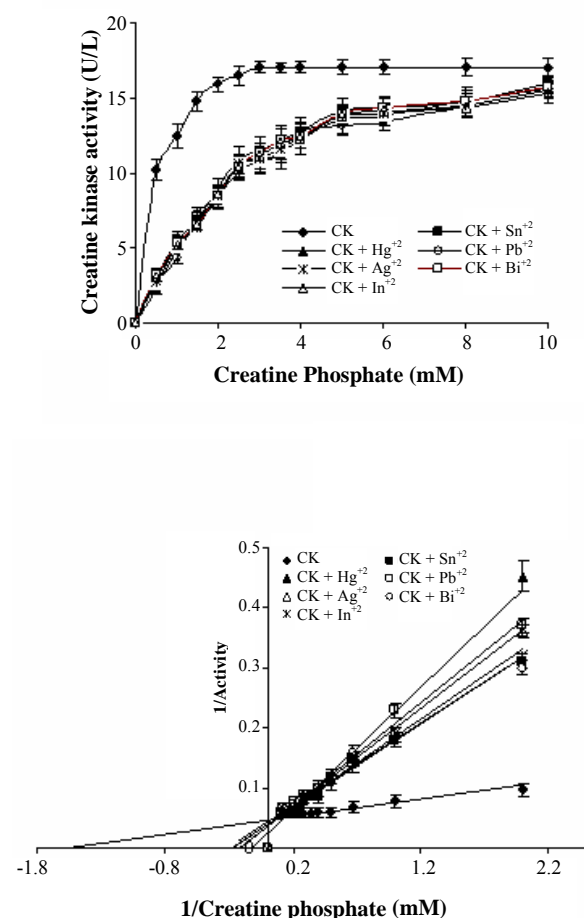 20
15
10
5
0
Creatine kinase activity (U/L)
CK
CK + Hg+2
CK + Ag+2
CK + In+2
CK + Sn+2
CK + Pb+2
CK + Bi+2
0 2 4 6 8 10
Creatine Phosphate (mM)
0.5
0.4
0.3
0.2
0.1
1/Activity
CK
CK + Hg+2
CK + Ag+2
CK + In+2
CK + Sn+2
CK + Pb+2
CK + Bi+2
-1.8 -0.8 0.2 1.2 2.2
1/Creatine phosphate (mM)